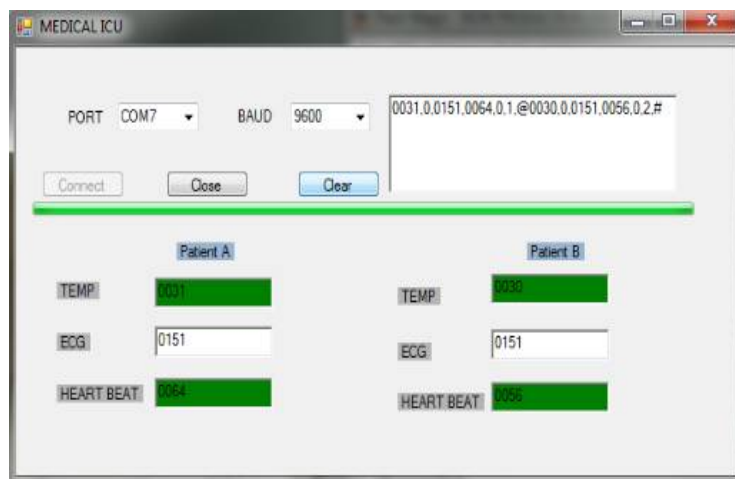 MEDICAL ICU
PORT COM7 BAUD 9600 0031,0,0151,0064,0,1,@0030,0,0151,0056,0,2,#
Connect Close Clear
Patient A Patient B
TEMP 0031 TEMP 0030
ECG 0151 ECG 0151
HEART BEAT 0064 HEART BEAT 0056